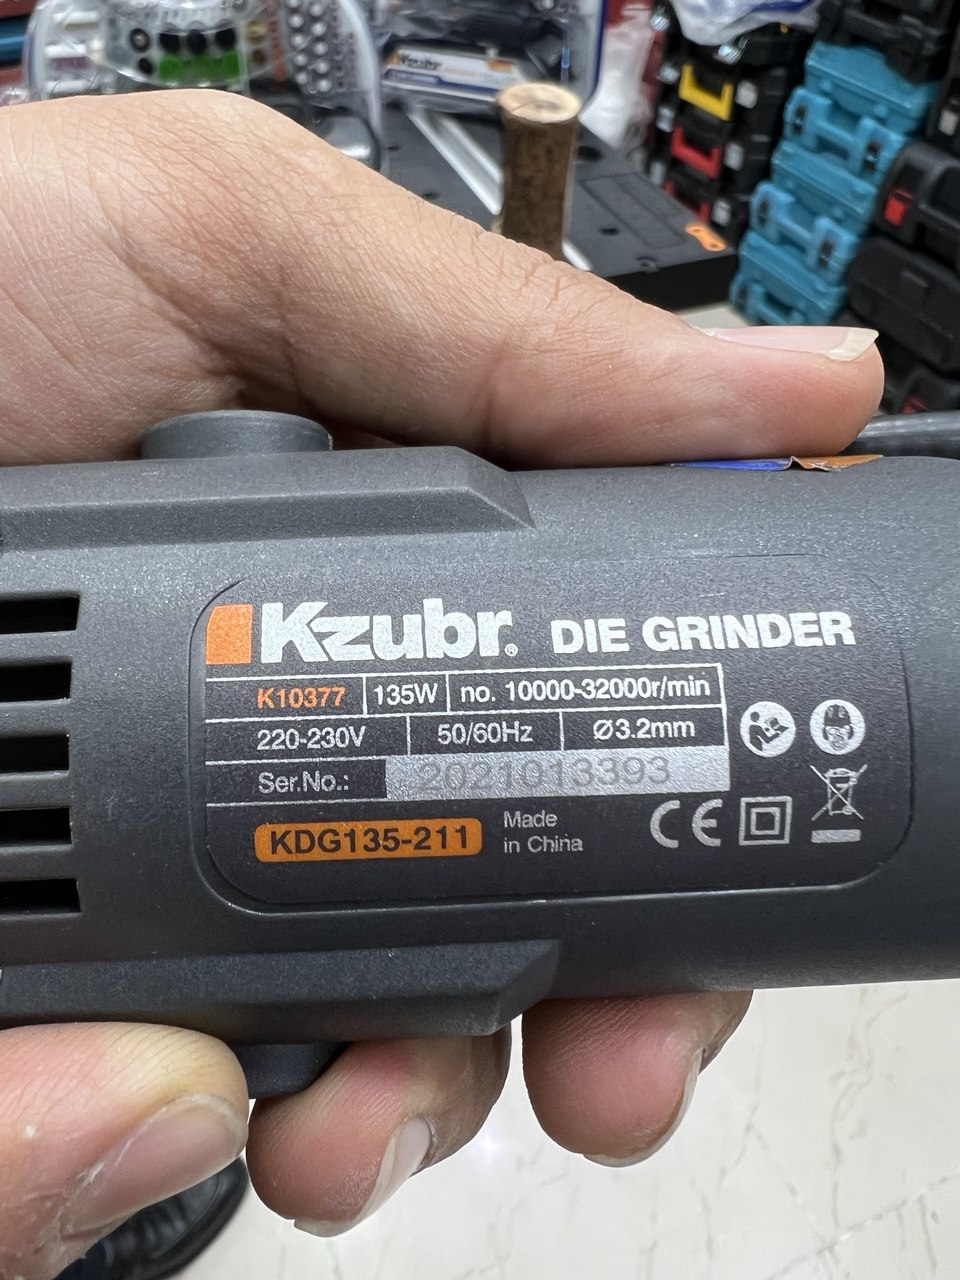 Kzubr
Kzubr® DIE GRINDER
K10377 135W no. 10000-32000r/min
220-230V 50/60Hz Ø3.2mm
Ser.No.: 2021013393
KDG135-211 Made
in China
CE